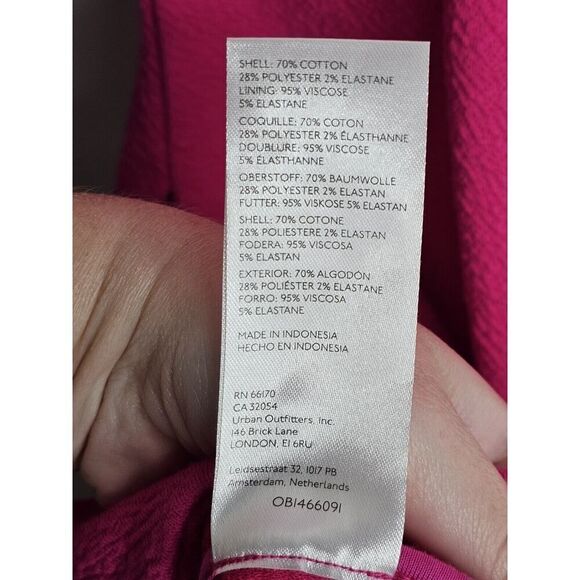 SHELL: 70% COTTON
28% POLYESTER 2% ELASTANE
LINING: 95% VISCOSE
5% ELASTANE
COQUILLE: 70% COTON
28% POLYESTER 2% ÉLASTHANNE
DOUBLURE: 95% VISCOSE
5% ÉLASTHANNE
OBERSTOFF: 70% BAUMWOLLE
28% POLYESTER 2% ELASTAN
FUTTER: 95% VISKOSE 5% ELASTAN
SHELL: 70% COTONE
28% POLIESTERE 2% ELASTAN
FODERA: 95% VISCOSA
5% ELASTAN
EXTERIOR: 70% ALGODÓN
28% POLIÉSTER 2% ELASTANE
FORRO: 95% VISCOSA
5% ELASTANE
MADE IN INDONESIA
HECHO EN INDONESIA
RN 66170
CA 32054
Urban Outfitters, Inc.
146 Brick Lane
LONDON, E1 6RU
Leidsestraat 32, 1017 PB
Amsterdam, Netherlands
OB1466091